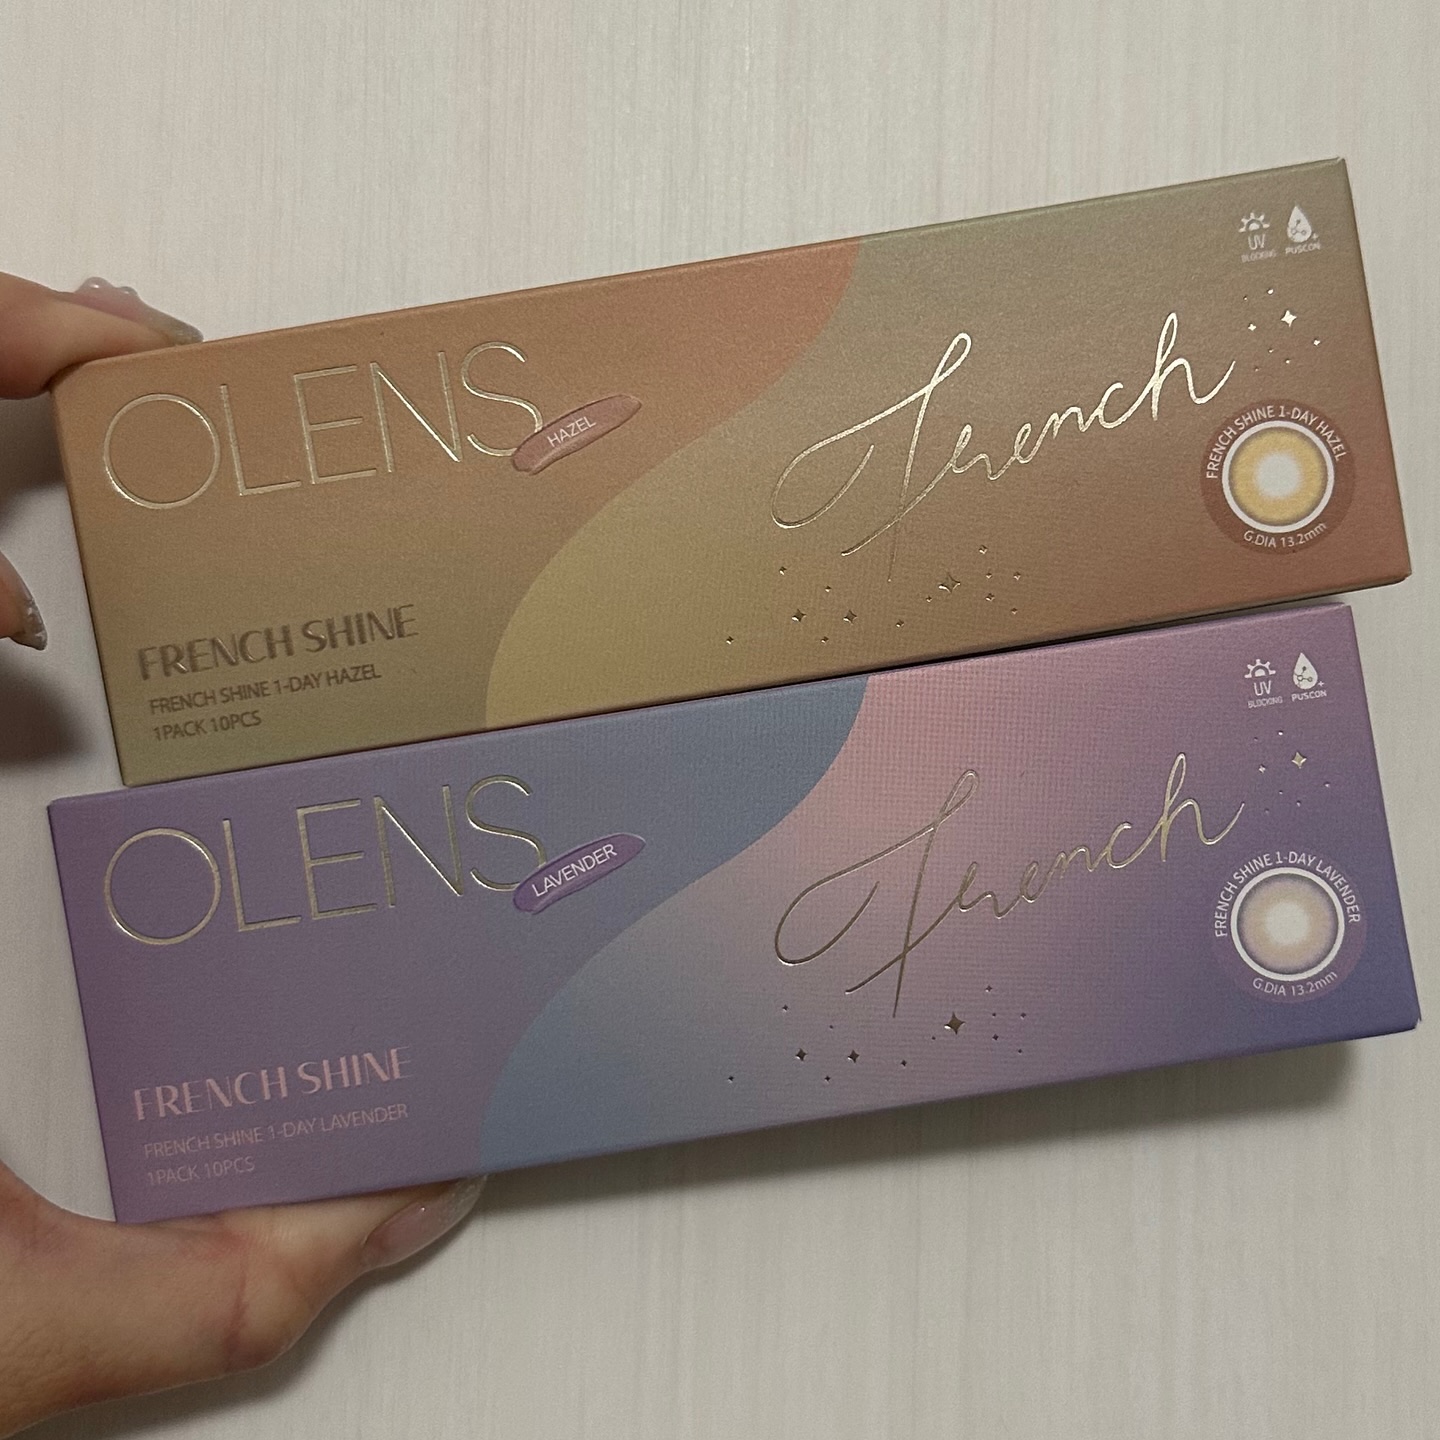 OLENS
HAZEL
French
UV
BLOCKING
PUSCON
FRENCH SHINE 1-DAY HAZEL
G.DIA 13.2mm
FRENCH SHINE
FRENCH SHINE 1-DAY HAZEL
1PACK 10PCS
OLENS
LAVENDER
French
UV
BLOCKING
PUSCON
FRENCH SHINE 1-DAY LAVENDER
G.DIA 13.2mm
FRENCH SHINE
FRENCH SHINE 1-DAY LAVENDER
1PACK 10PCS